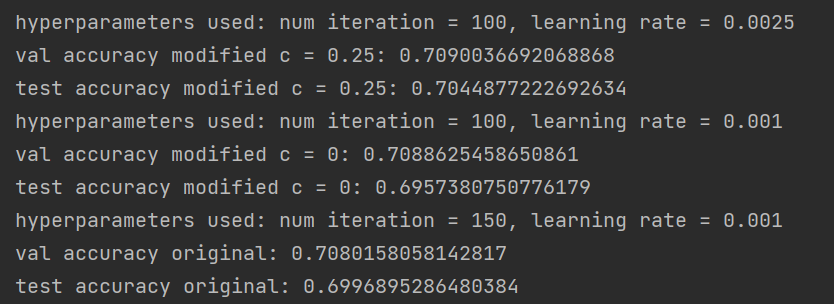 hyperparameters used: num iteration = 100, learning rate = 0.0025
val accuracy modified c = 0.25: 0.7090036692068868
test accuracy modified c = 0.25: 0.7044877222692634
hyperparameters used: num iteration = 100, learning rate = 0.001
val accuracy modified c = 0: 0.7088625458650861
test accuracy modified c = 0: 0.6957380750776179
hyperparameters used: num iteration = 150, learning rate = 0.001
val accuracy original: 0.7080158058142817
test accuracy original: 0.6996895286480384